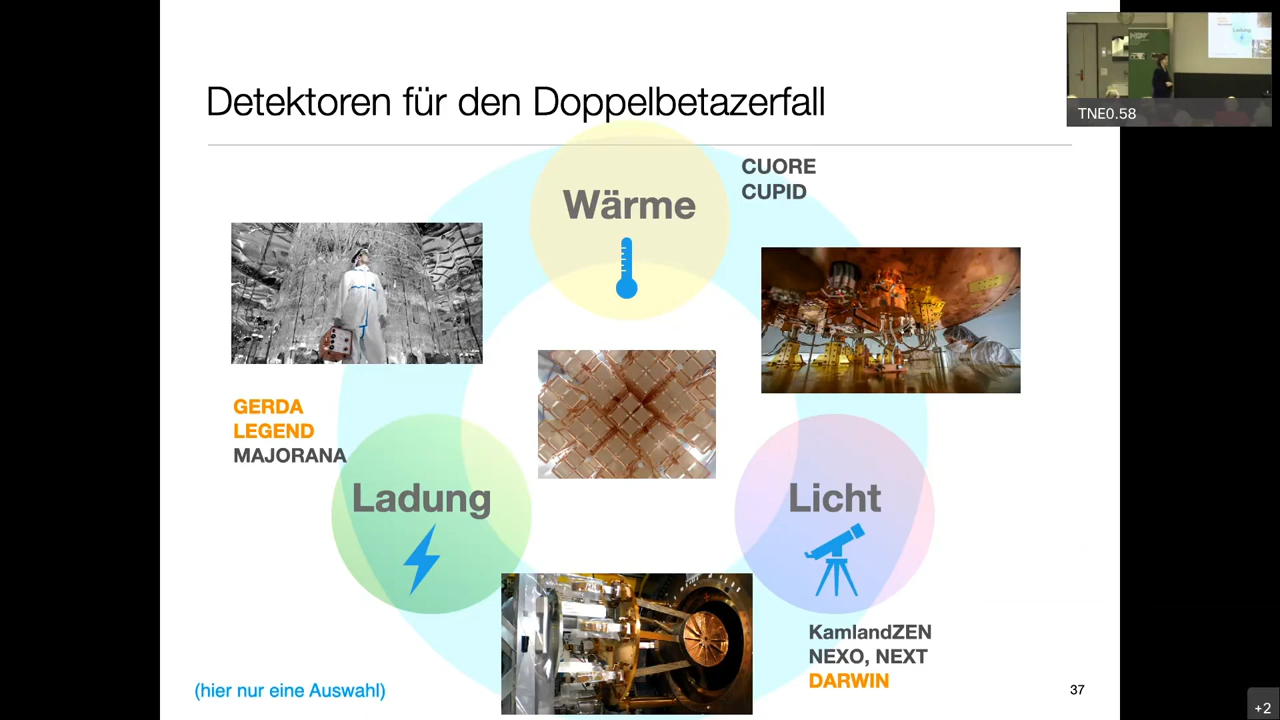 Detektoren für den Doppelbetazerfall
TNE0.58
CUORE
CUPID
Wärme
GERDA
LEGEND
MAJORANA
Ladung
Licht
KamlandZEN
NEXO, NEXT
DARWIN
(hier nur eine Auswahl)
37
+2